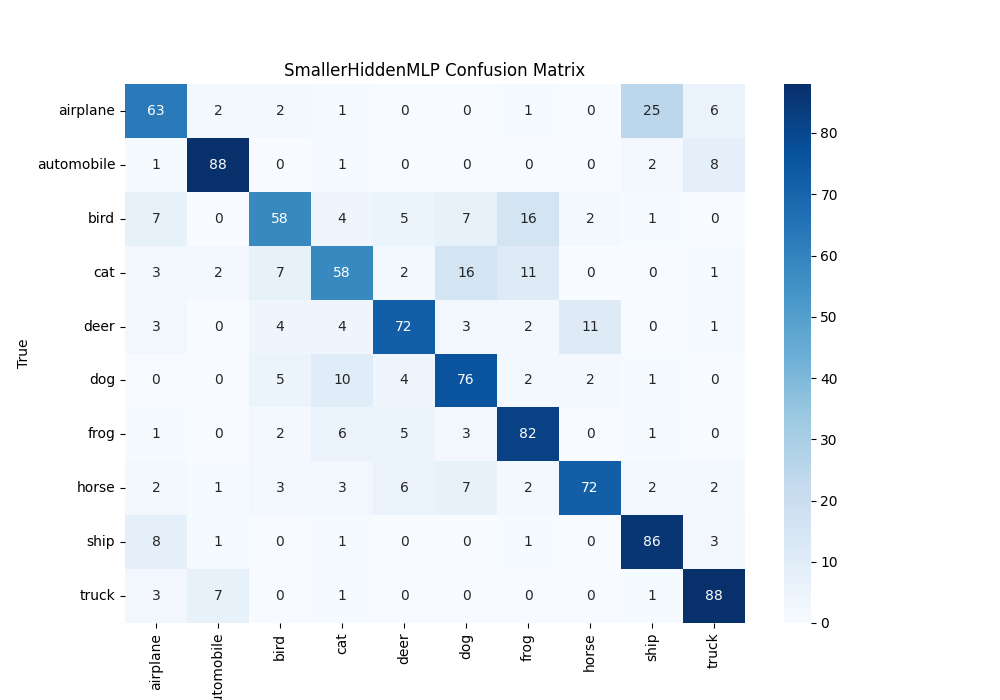 SmallerHiddenMLP Confusion Matrix
airplane 63 2 2 1 0 0 1 0 25 6
automobile 1 88 0 1 0 0 0 0 2 8
bird 7 0 58 4 5 7 16 2 1 0
cat 3 2 7 58 2 16 11 0 0 1
deer 3 0 4 4 72 3 2 11 0 1
dog 0 0 5 10 4 76 2 2 1 0
frog 1 0 2 6 5 3 82 0 1 0
horse 2 1 3 3 6 7 2 72 2 2
ship 8 1 0 1 0 0 1 0 86 3
truck 3 7 0 1 0 0 0 0 1 88
True
airplane utomobile bird cat deer dog frog horse ship truck
80
70
60
50
40
30
20
10
0